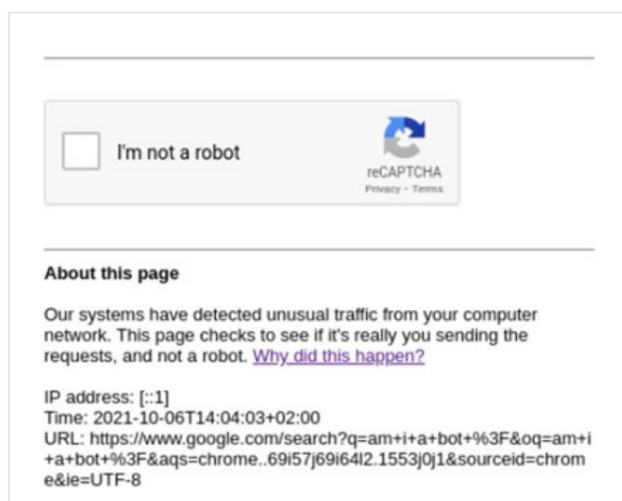 I'm not a robot
reCAPTCHA
Privacy - Terms
About this page
Our systems have detected unusual traffic from your computer
network. This page checks to see if it's really you sending the
requests, and not a robot. Why did this happen?
IP address: [::1]
Time: 2021-10-06T14:04:03+02:00
URL: https://www.google.com/search?q=am+i+a+bot+%3F&oq=am+i
+a+bot+%3F&aqs=chrome..69i57j69i64l2.1553j0j1&sourceid=chrom
e&ie=UTF-8